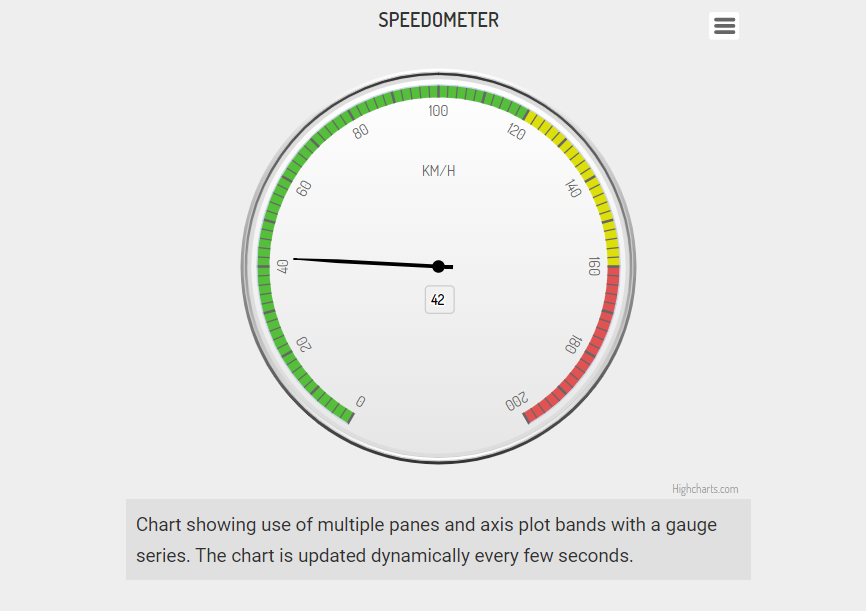 SPEEDOMETER
100
80
120
KM/H
60
140
40
160
42
20
180
0
200
Highcharts.com
Chart showing use of multiple panes and axis plot bands with a gauge
series. The chart is updated dynamically every few seconds.